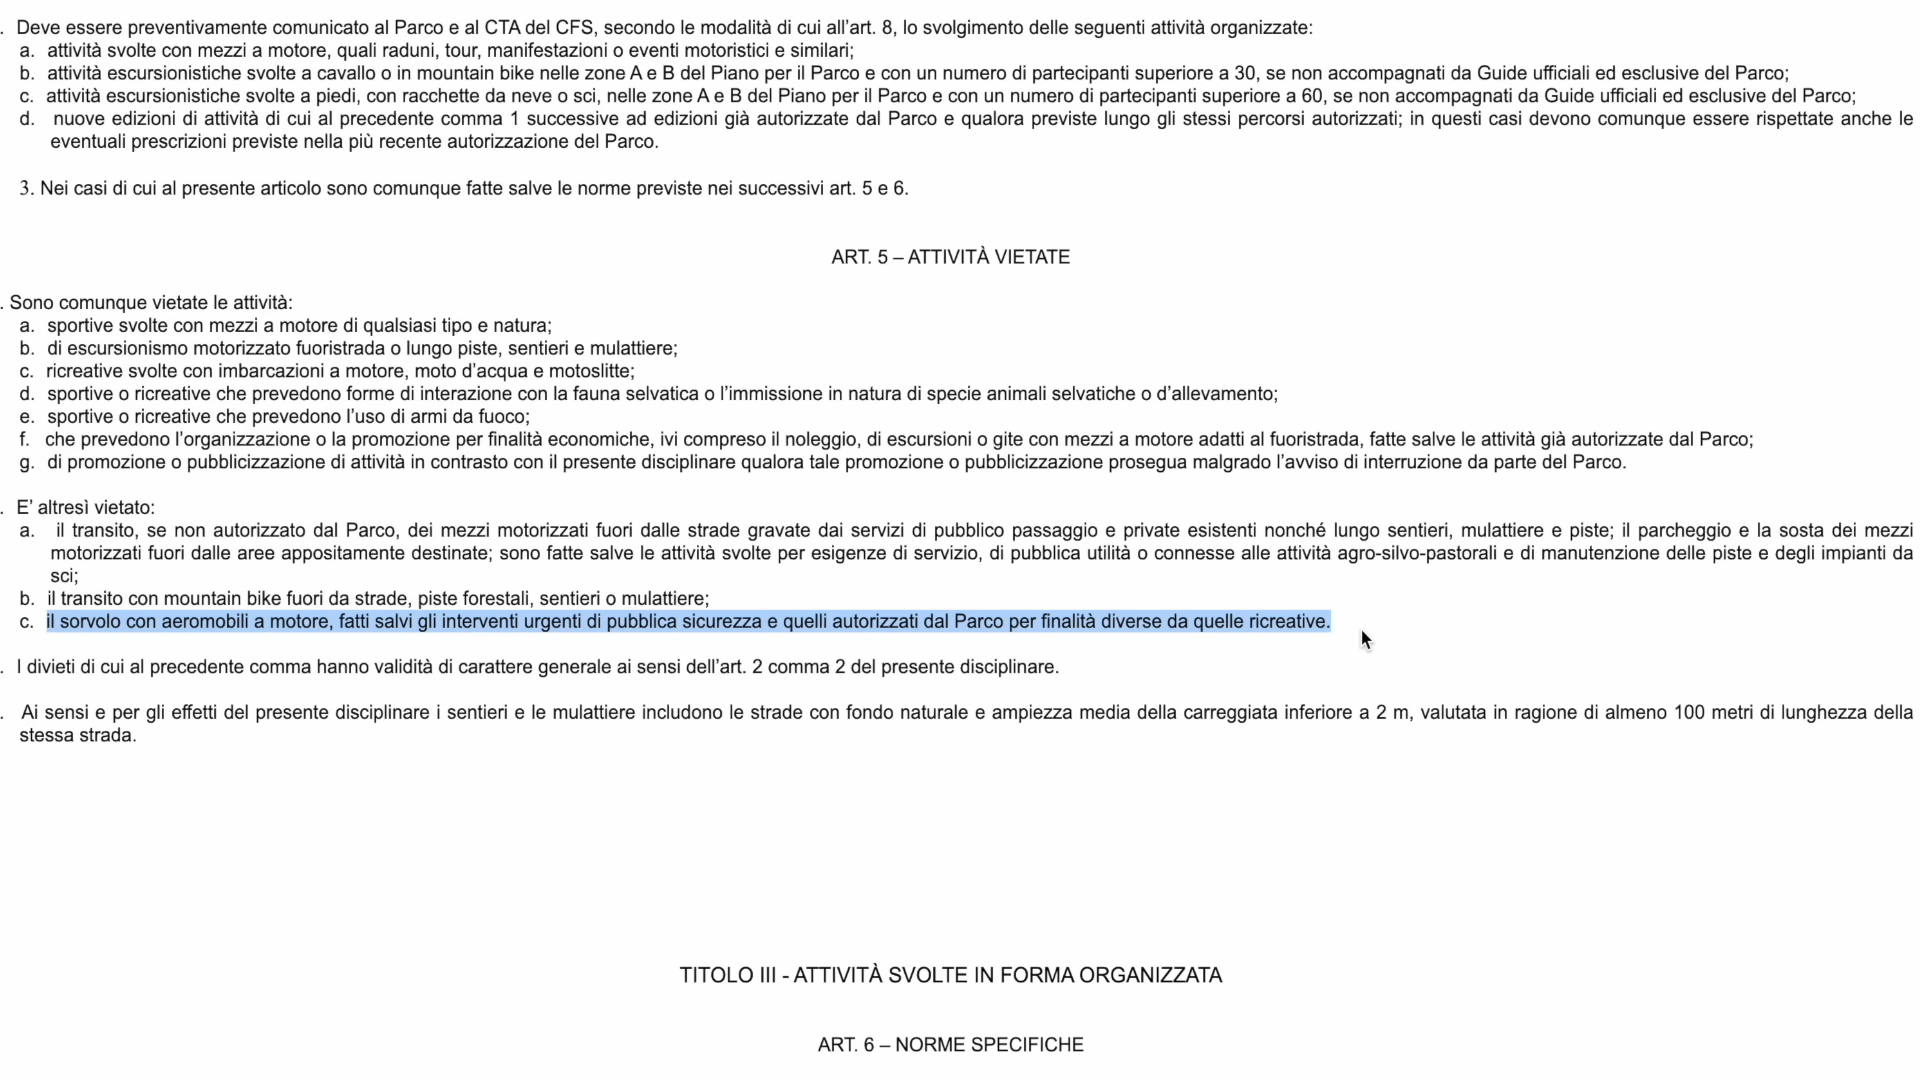 . Deve essere preventivamente comunicato al Parco e al CTA del CFS, secondo le modalità di cui all'art. 8, lo svolgimento delle seguenti attività organizzate:
a. attività svolte con mezzi a motore, quali raduni, tour, manifestazioni o eventi motoristici e similari;
b. attività escursionistiche svolte a cavallo o in mountain bike nelle zone A e B del Piano per il Parco e con un numero di partecipanti superiore a 30, se non accompagnati da Guide ufficiali ed esclusive del Parco;
c. attività escursionistiche svolte a piedi, con racchette da neve o sci, nelle zone A e B del Piano per il Parco e con un numero di partecipanti superiore a 60, se non accompagnati da Guide ufficiali ed esclusive del Parco;
d. nuove edizioni di attività di cui al precedente comma 1 successive ad edizioni già autorizzate dal Parco e qualora previste lungo gli stessi percorsi autorizzati; in questi casi devono comunque essere rispettate anche le
eventuali prescrizioni previste nella più recente autorizzazione del Parco.
3. Nei casi di cui al presente articolo sono comunque fatte salve le norme previste nei successivi art. 5 e 6.
ART. 5 – ATTIVITÀ VIETATE
. Sono comunque vietate le attività:
a. sportive svolte con mezzi a motore di qualsiasi tipo e natura;
b. di escursionismo motorizzato fuoristrada o lungo piste, sentieri e mulattiere;
c. ricreative svolte con imbarcazioni a motore, moto d'acqua e motoslitte;
d. sportive o ricreative che prevedono forme di interazione con la fauna selvatica o l'immissione in natura di specie animali selvatiche o d'allevamento;
e. sportive o ricreative che prevedono l'uso di armi da fuoco;
f. che prevedono l'organizzazione o la promozione per finalità economiche, ivi compreso il noleggio, di escursioni o gite con mezzi a motore adatti al fuoristrada, fatte salve le attività già autorizzate dal Parco;
g. di promozione o pubblicizzazione di attività in contrasto con il presente disciplinare qualora tale promozione o pubblicizzazione prosegua malgrado l'avviso di interruzione da parte del Parco.
. E' altresì vietato:
a. il transito, se non autorizzato dal Parco, dei mezzi motorizzati fuori dalle strade gravate dai servizi di pubblico passaggio e private esistenti nonché lungo sentieri, mulattiere e piste; il parcheggio e la sosta dei mezzi
motorizzati fuori dalle aree appositamente destinate; sono fatte salve le attività svolte per esigenze di servizio, di pubblica utilità o connesse alle attività agro-silvo-pastorali e di manutenzione delle piste e degli impianti da
sci;
b. il transito con mountain bike fuori da strade, piste forestali, sentieri o mulattiere;
c. il sorvolo con aeromobili a motore, fatti salvi gli interventi urgenti di pubblica sicurezza e quelli autorizzati dal Parco per finalità diverse da quelle ricreative.
. I divieti di cui al precedente comma hanno validità di carattere generale ai sensi dell'art. 2 comma 2 del presente disciplinare.
. Ai sensi e per gli effetti del presente disciplinare i sentieri e le mulattiere includono le strade con fondo naturale e ampiezza media della carreggiata inferiore a 2 m, valutata in ragione di almeno 100 metri di lunghezza della
stessa strada.
TITOLO III - ATTIVITÀ SVOLTE IN FORMA ORGANIZZATA
ART. 6 – NORME SPECIFICHE